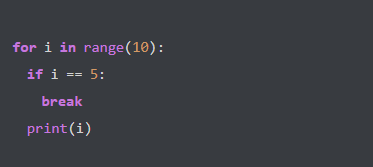 for i in range(10):
  if i == 5:
    break
  print(i)